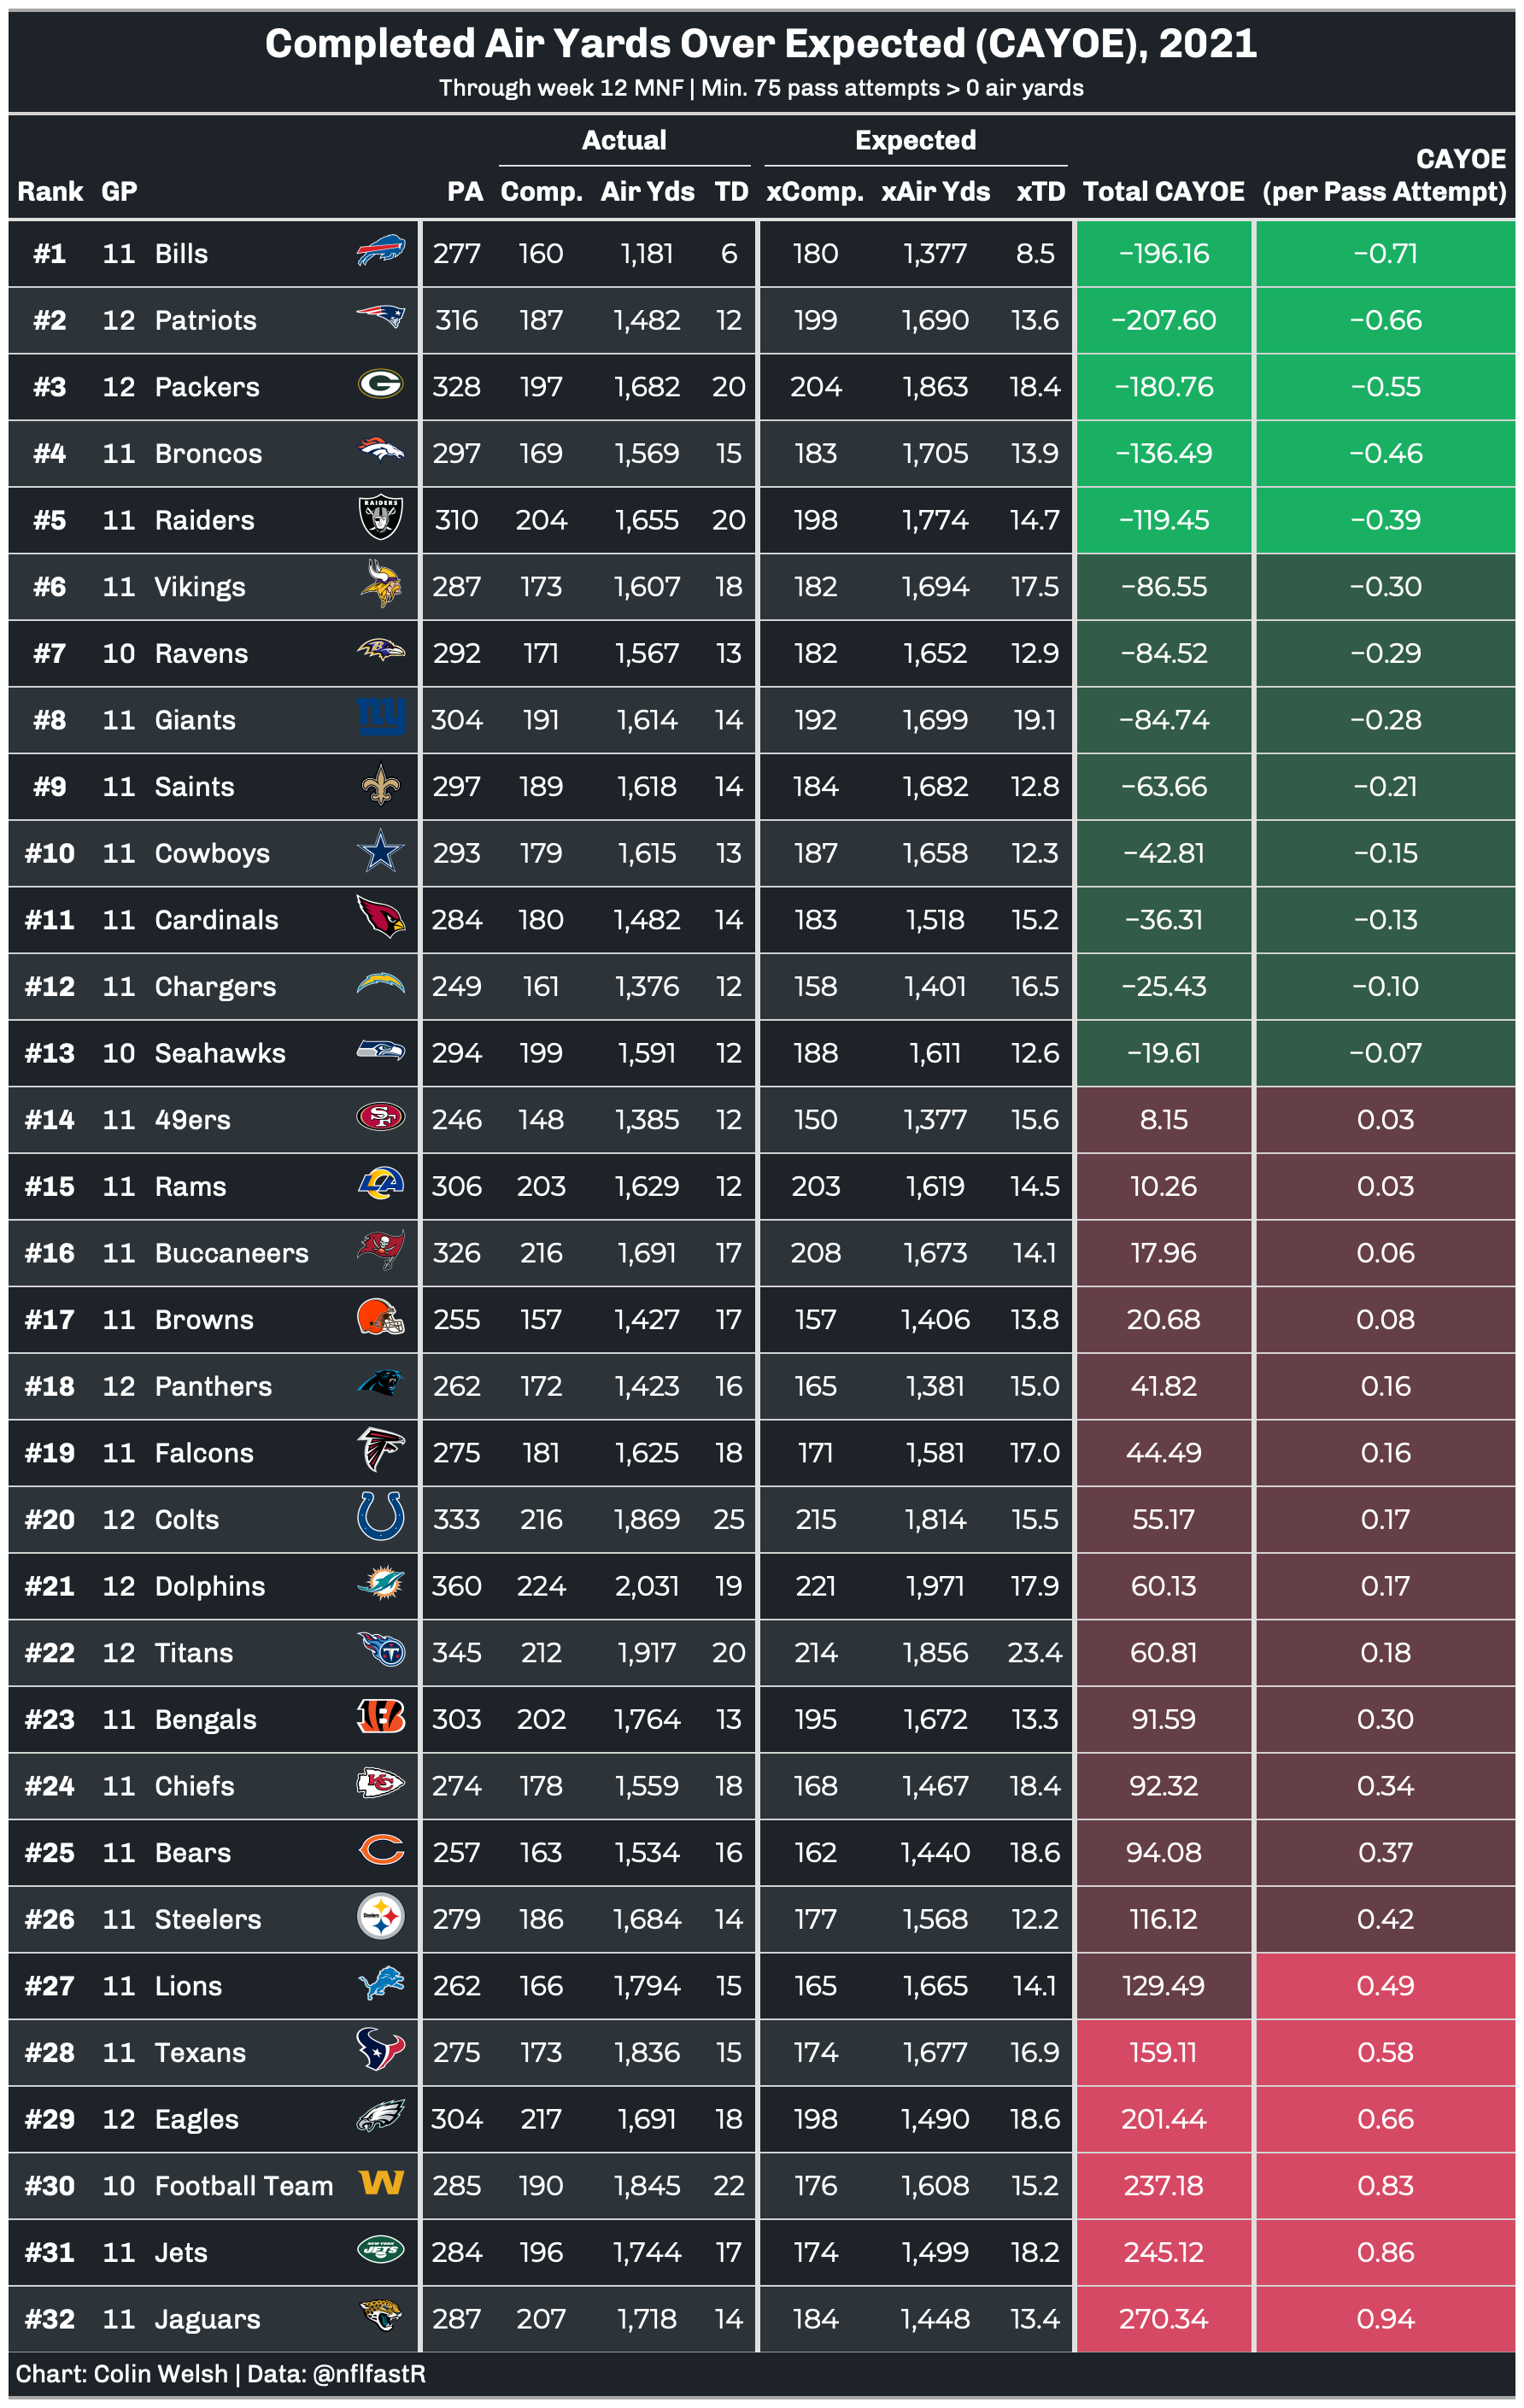 Completed Air Yards Over Expected (CAYOE), 2021
Through week 12 MNF | Min. 75 pass attempts > 0 air yards
Actual Expected
CAYOE
Rank GP PA Comp. Air Yds TD xComp. xAir Yds xTD Total CAYOE (per Pass Attempt)
#1 11 Bills 277 160 1,181 6 180 1,377 8.5 −196.16 −0.71
#2 12 Patriots 316 187 1,482 12 199 1,690 13.6 −207.60 −0.66
#3 12 Packers 328 197 1,682 20 204 1,863 18.4 −180.76 −0.55
#4 11 Broncos 297 169 1,569 15 183 1,705 13.9 −136.49 −0.46
#5 11 Raiders RAIDERS 310 204 1,655 20 198 1,774 14.7 −119.45 −0.39
#6 11 Vikings 287 173 1,607 18 182 1,694 17.5 −86.55 −0.30
#7 10 Ravens 292 171 1,567 13 182 1,652 12.9 −84.52 −0.29
#8 11 Giants ny 304 191 1,614 14 192 1,699 19.1 −84.74 −0.28
#9 11 Saints 297 189 1,618 14 184 1,682 12.8 −63.66 −0.21
#10 11 Cowboys 293 179 1,615 13 187 1,658 12.3 −42.81 −0.15
#11 11 Cardinals 284 180 1,482 14 183 1,518 15.2 −36.31 −0.13
#12 11 Chargers 249 161 1,376 12 158 1,401 16.5 −25.43 −0.10
#13 10 Seahawks 294 199 1,591 12 188 1,611 12.6 −19.61 −0.07
#14 11 49ers SF 246 148 1,385 12 150 1,377 15.6 8.15 0.03
#15 11 Rams LA 306 203 1,629 12 203 1,619 14.5 10.26 0.03
#16 11 Buccaneers 326 216 1,691 17 208 1,673 14.1 17.96 0.06
#17 11 Browns 255 157 1,427 17 157 1,406 13.8 20.68 0.08
#18 12 Panthers 262 172 1,423 16 165 1,381 15.0 41.82 0.16
#19 11 Falcons 275 181 1,625 18 171 1,581 17.0 44.49 0.16
#20 12 Colts 333 216 1,869 25 215 1,814 15.5 55.17 0.17
#21 12 Dolphins 360 224 2,031 19 221 1,971 17.9 60.13 0.17
#22 12 Titans T 345 212 1,917 20 214 1,856 23.4 60.81 0.18
#23 11 Bengals B 303 202 1,764 13 195 1,672 13.3 91.59 0.30
#24 11 Chiefs KC 274 178 1,559 18 168 1,467 18.4 92.32 0.34
#25 11 Bears C 257 163 1,534 16 162 1,440 18.6 94.08 0.37
#26 11 Steelers Steelers 279 186 1,684 14 177 1,568 12.2 116.12 0.42
#27 11 Lions 262 166 1,794 15 165 1,665 14.1 129.49 0.49
#28 11 Texans 275 173 1,836 15 174 1,677 16.9 159.11 0.58
#29 12 Eagles 304 217 1,691 18 198 1,490 18.6 201.44 0.66
#30 10 Football Team W 285 190 1,845 22 176 1,608 15.2 237.18 0.83
#31 11 Jets NEW YORK JETS 284 196 1,744 17 174 1,499 18.2 245.12 0.86
#32 11 Jaguars 287 207 1,718 14 184 1,448 13.4 270.34 0.94
Chart: Colin Welsh | Data: @nflfastR